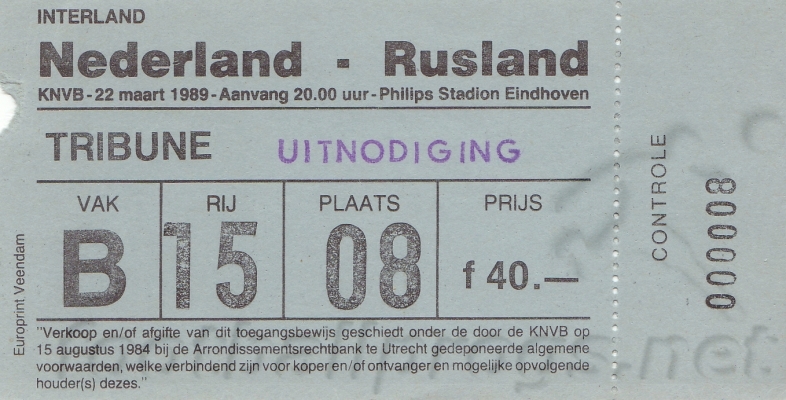 INTERLAND
Nederland - Rusland
KNVB-22 maart 1989-Aanvang 20.00 uur-Philips Stadion Eindhoven
TRIBUNE UITNODIGING
VAK RIJ PLAATS PRIJS
B 15 08 f 40.—
"Verkoop en/of afgifte van dit toegangsbewijs geschiedt onder de door de KNVB op
15 augustus 1984 bij de Arrondissementsrechtbank te Utrecht gedeponeerde algemene
voorwaarden, welke verbindend zijn voor koper en/of ontvanger en mogelijke opvolgende
houder(s) dezes."
Europrint Veendam
CONTROLE
000008